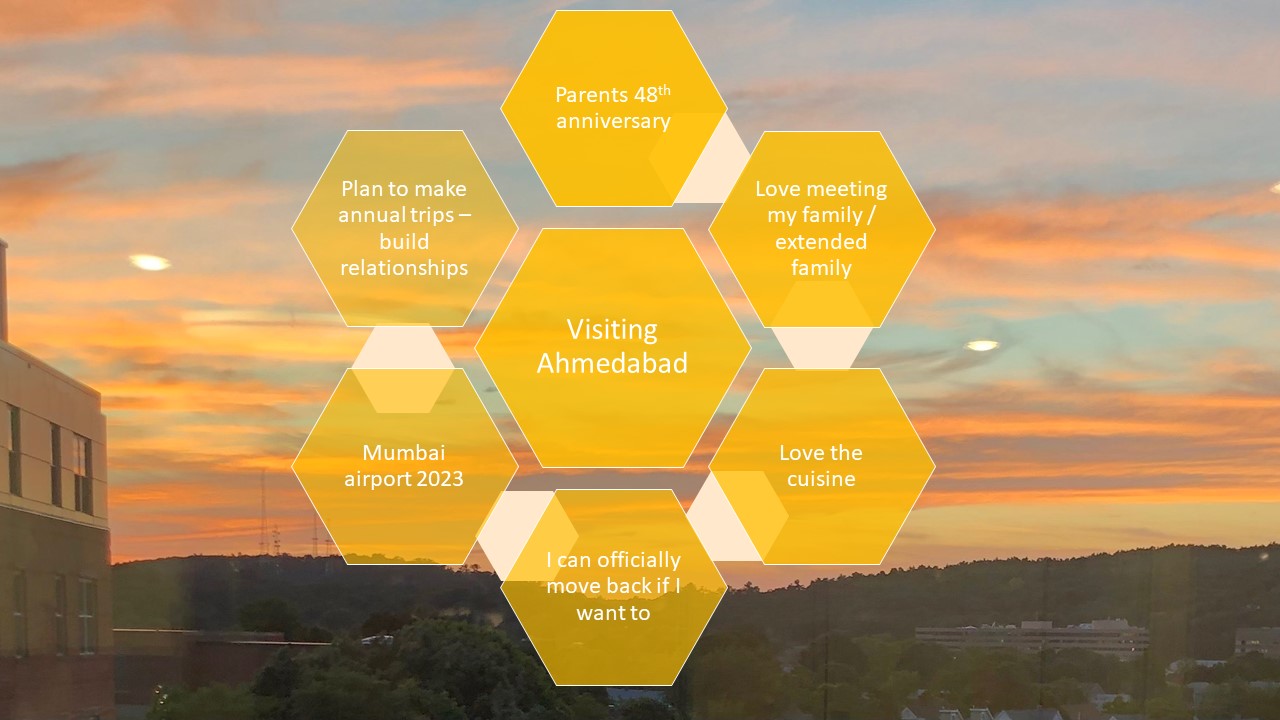 Parents 48th
anniversary
Love meeting
my family /
extended
family
Love the
cuisine
I can officially
move back if I
want to
Mumbai
airport 2023
Plan to make
annual trips –
build
relationships
Visiting
Ahmedabad